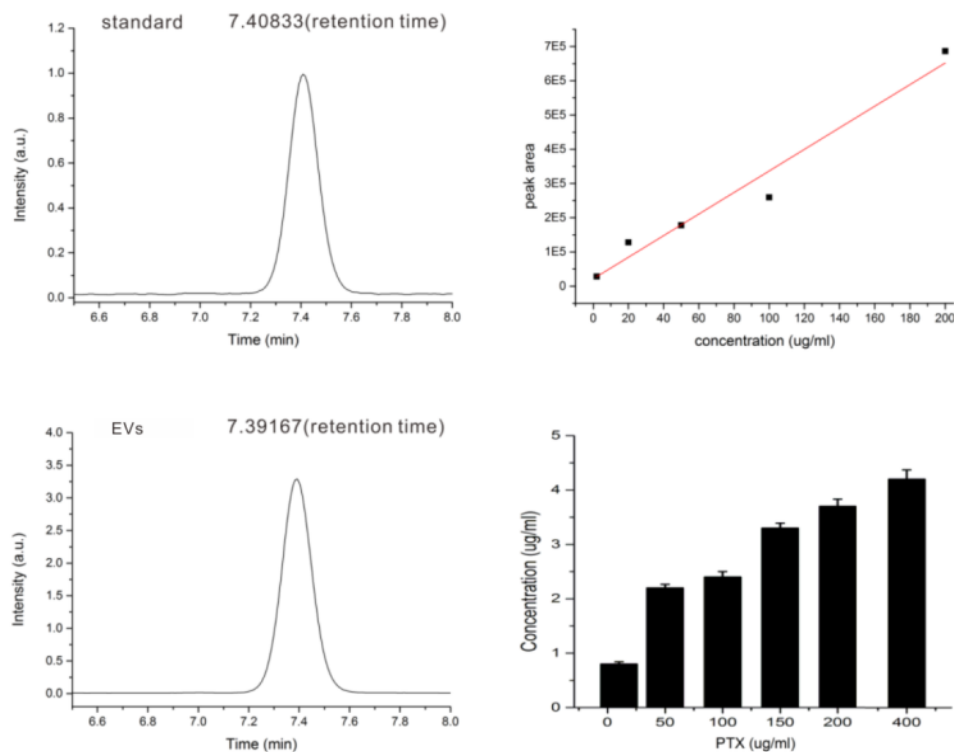 standard 7.40833(retention time)
1.2
1.0
0.8
0.6
0.4
0.2
0.0
Intensity (a.u.)
6.6 6.8 7.0 7.2 7.4 7.6 7.8 8.0
Time (min)
7E5
6E5
5E5
4E5
3E5
2E5
1E5
0
peak area
0 20 40 60 80 100 120 140 160 180 200
concentration (ug/ml)
EVs 7.39167(retention time)
4.0
3.5
3.0
2.5
2.0
1.5
1.0
0.5
0.0
Intensity (a.u.)
6.6 6.8 7.0 7.2 7.4 7.6 7.8 8.0
Time (min)
5
4
3
2
1
0
Concentration (ug/ml)
0 50 100 150 200 400
PTX (ug/ml)